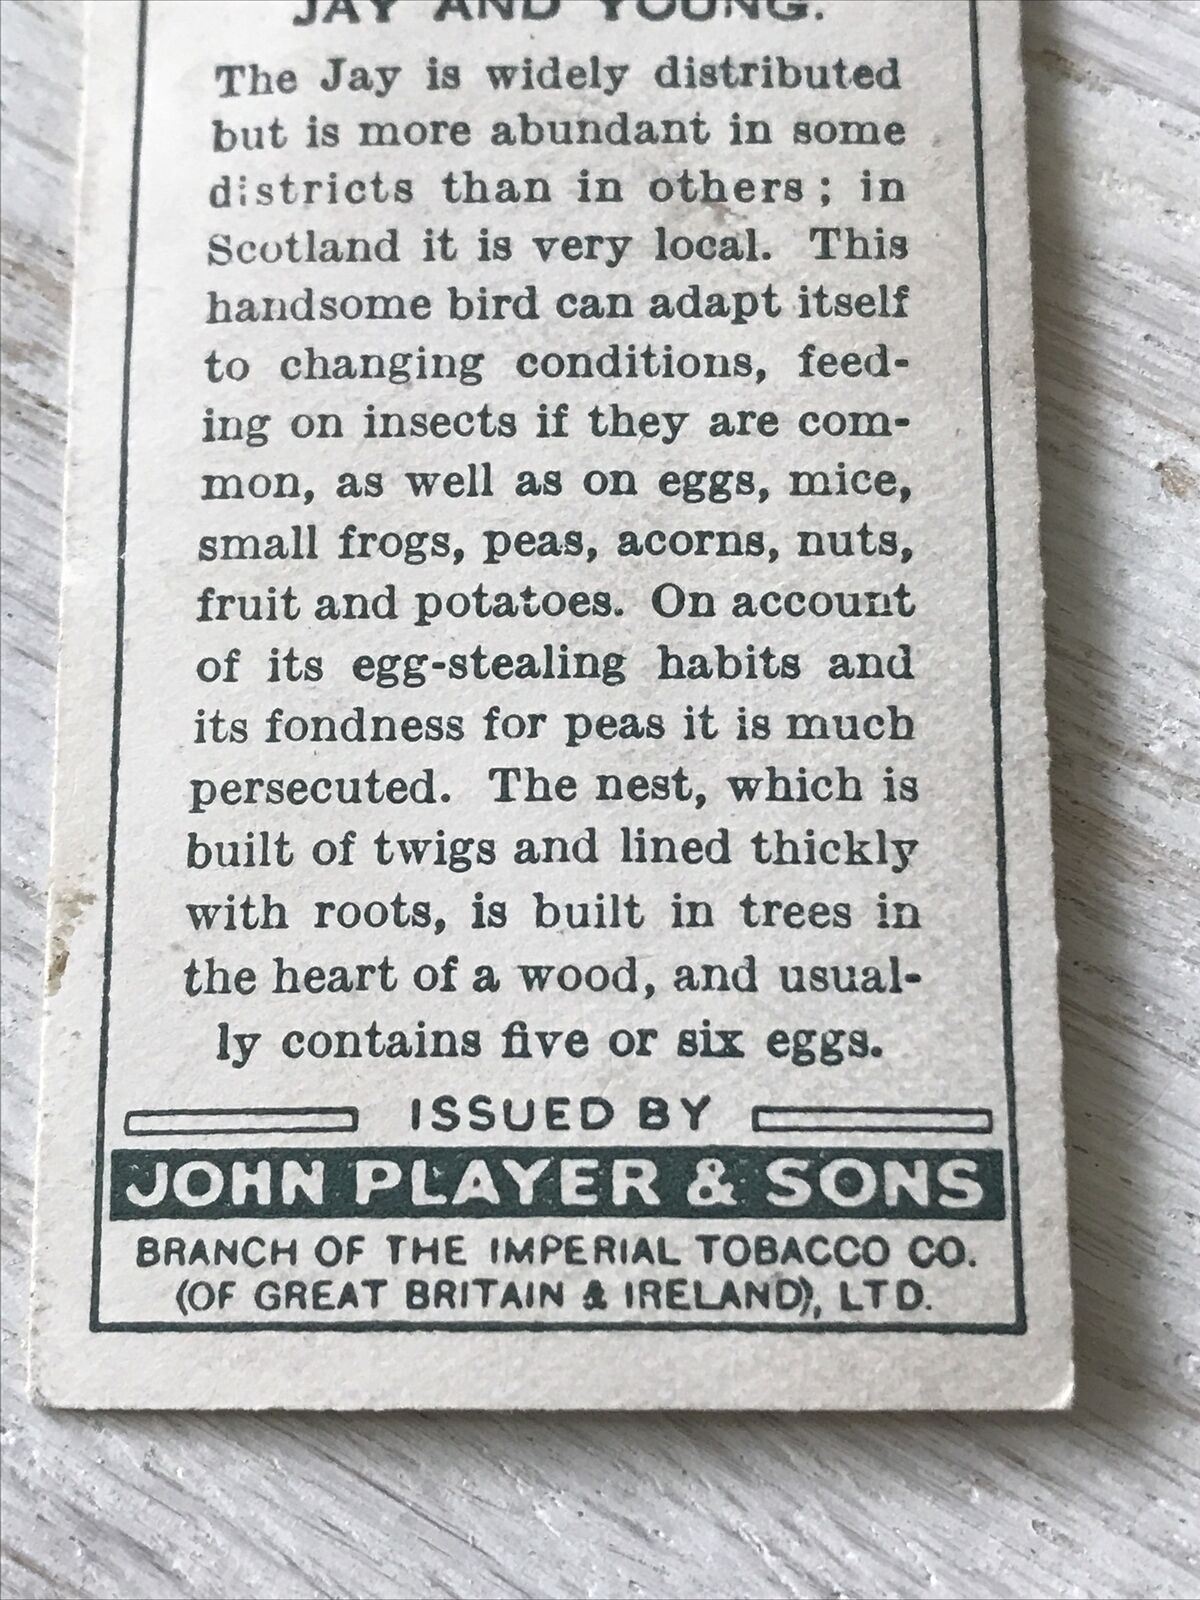 JAY AND YOUNG.
The Jay is widely distributed
but is more abundant in some
districts than in others; in
Scotland it is very local. This
handsome bird can adapt itself
to changing conditions, feed-
ing on insects if they are com-
mon, as well as on eggs, mice,
small frogs, peas, acorns, nuts,
fruit and potatoes. On account
of its egg-stealing habits and
its fondness for peas it is much
persecuted. The nest, which is
built of twigs and lined thickly
with roots, is built in trees in
the heart of a wood, and usual-
ly contains five or six eggs.
ISSUED BY
JOHN PLAYER & SONS
BRANCH OF THE IMPERIAL TOBACCO CO.
(OF GREAT BRITAIN & IRELAND), LTD.